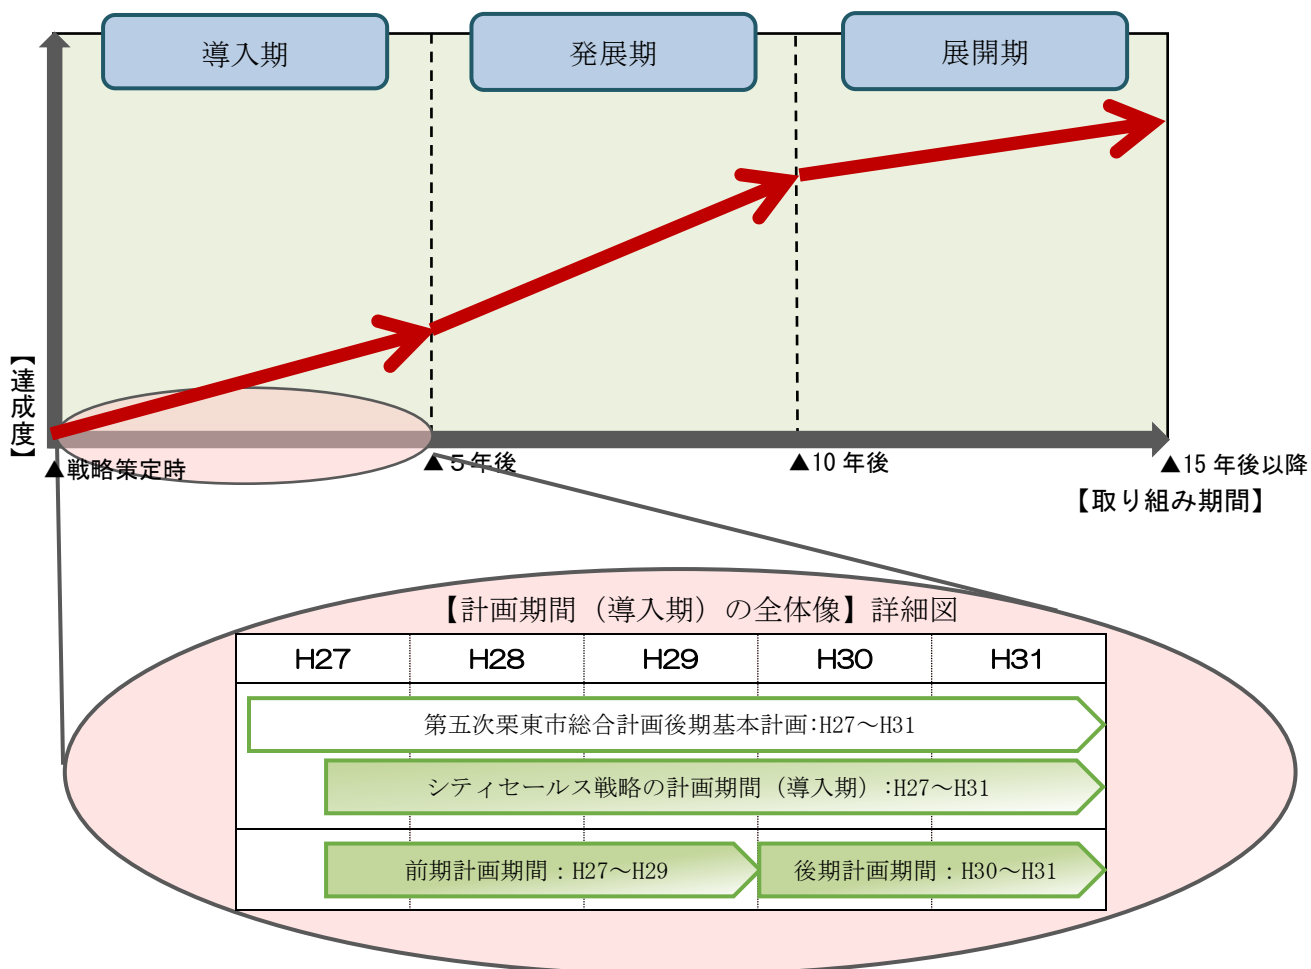 導入期
発展期
展開期
【達成度】
▲戦略策定時
▲５年後
▲10 年後
▲15 年後以降
【取り組み期間】
【計画期間（導入期）の全体像】詳細図
H27
H28
H29
H30
H31
第五次栗東市総合計画後期基本計画:H27～H31
シティセールス戦略の計画期間（導入期）:H27～H31
前期計画期間：H27～H29
後期計画期間：H30～H31